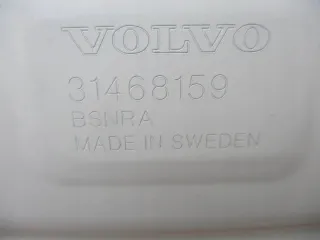 VOLVO
31468159
BSNRA
MADE IN SWEDEN